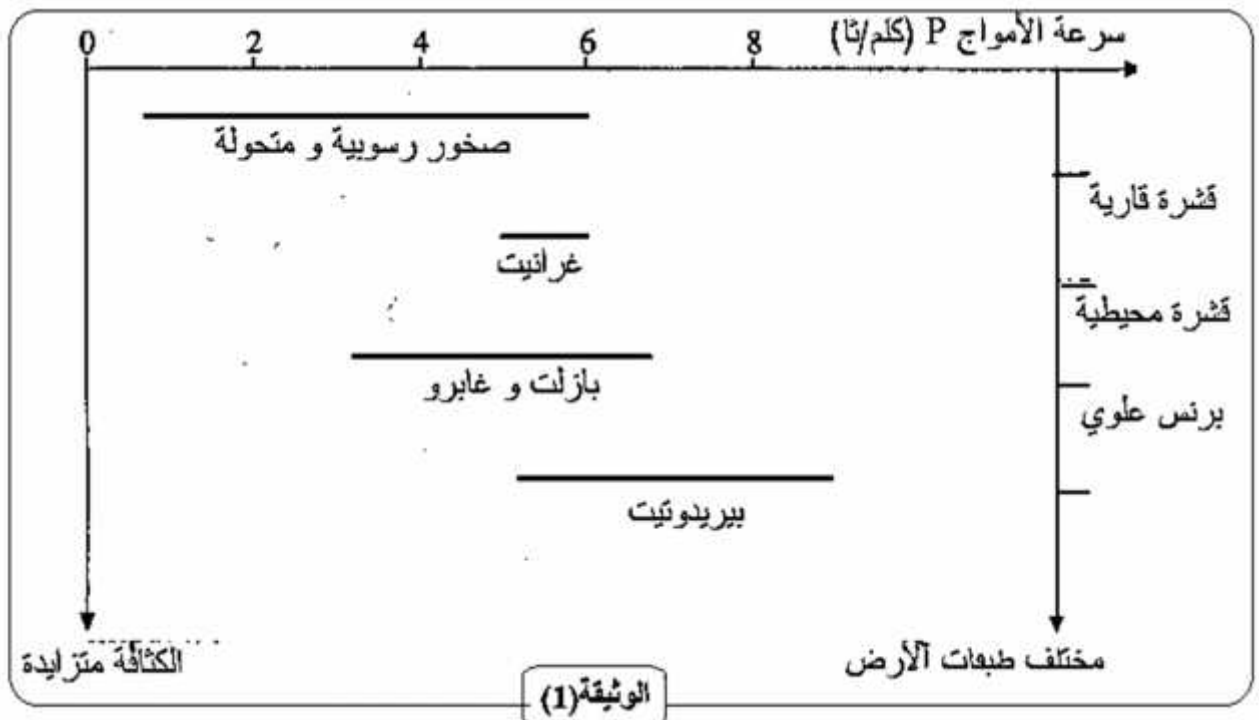 سرعة الأمواج P (كلم/ثا)
0 2 4 6 8
صخور رسوبية و متحولة
قشرة قارية
غرانيت
قشرة محيطية
بازلت و غابرو
برنس علوي
بيريدوتيت
مختلف طبقات الأرض
الكثافة متزايدة
الوثيقة(1)